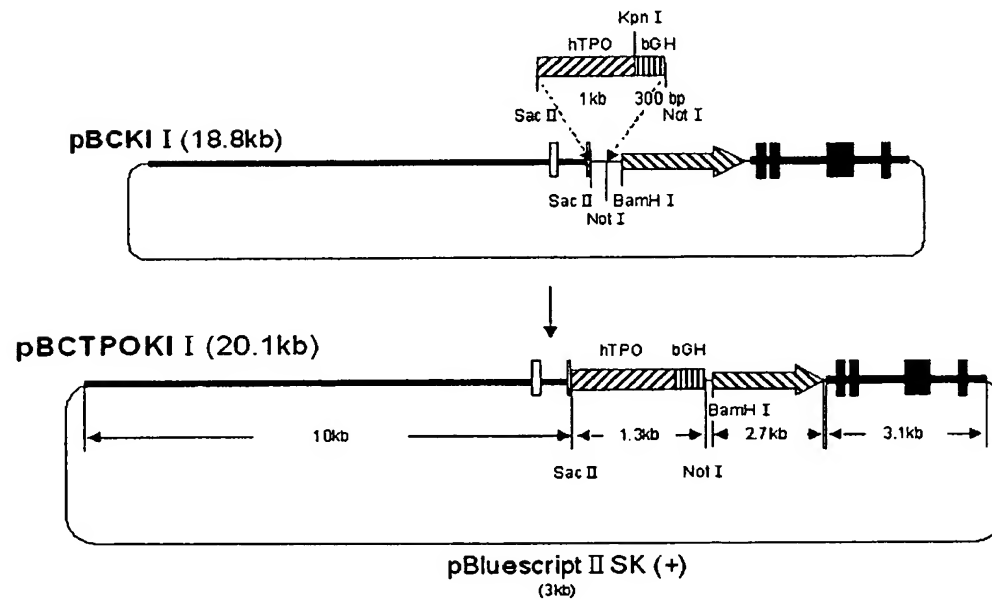 Kpn I
hTPO bGH
1kb 300 bp
Sac II Not I
pBCKI I (18.8kb)
Sac II BamH I
Not I
pBCTPOKI I (20.1kb)
hTPO bGH
BamH I
10kb 1.3kb 2.7kb 3.1kb
Sac II Not I
pBluescript II SK (+)
(3kb)